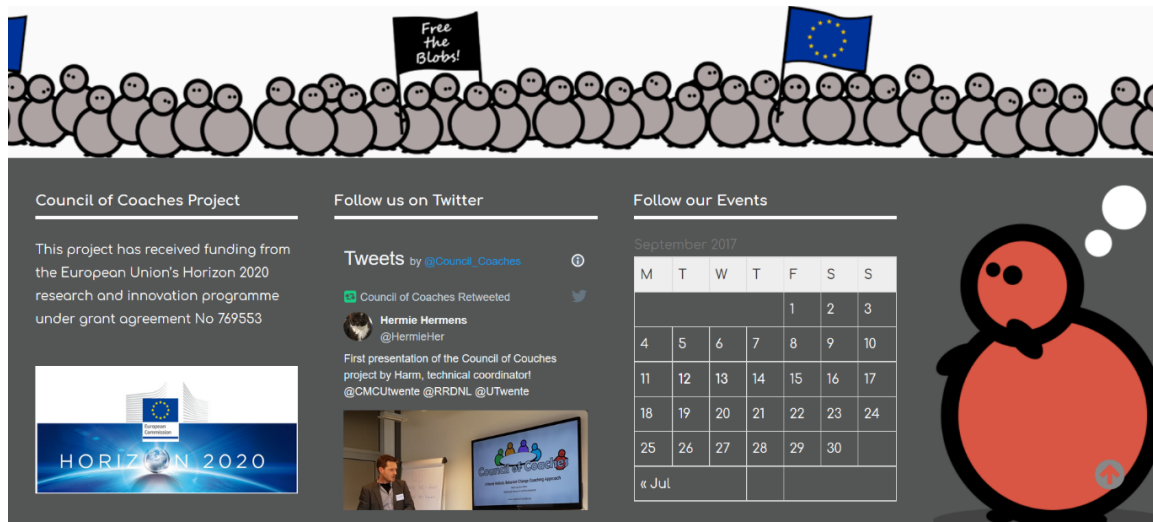 Free
the
Blobs!
Council of Coaches Project
This project has received funding from
the European Union's Horizon 2020
research and innovation programme
under grant agreement No 769553
European
Commission
HORIZON 2020
Follow us on Twitter
Tweets by @Council_Coaches
Council of Coaches Retweeted
Hermie Hermens
@HermieHer
First presentation of the Council of Couches
project by Harm, technical coordinator!
@CMCUtwente @RRDNL @UTwente
Council of Coaches
Follow our Events
September 2017
M T W T F S S
1 2 3
4 5 6 7 8 9 10
11 12 13 14 15 16 17
18 19 20 21 22 23 24
25 26 27 28 29 30
« Jul